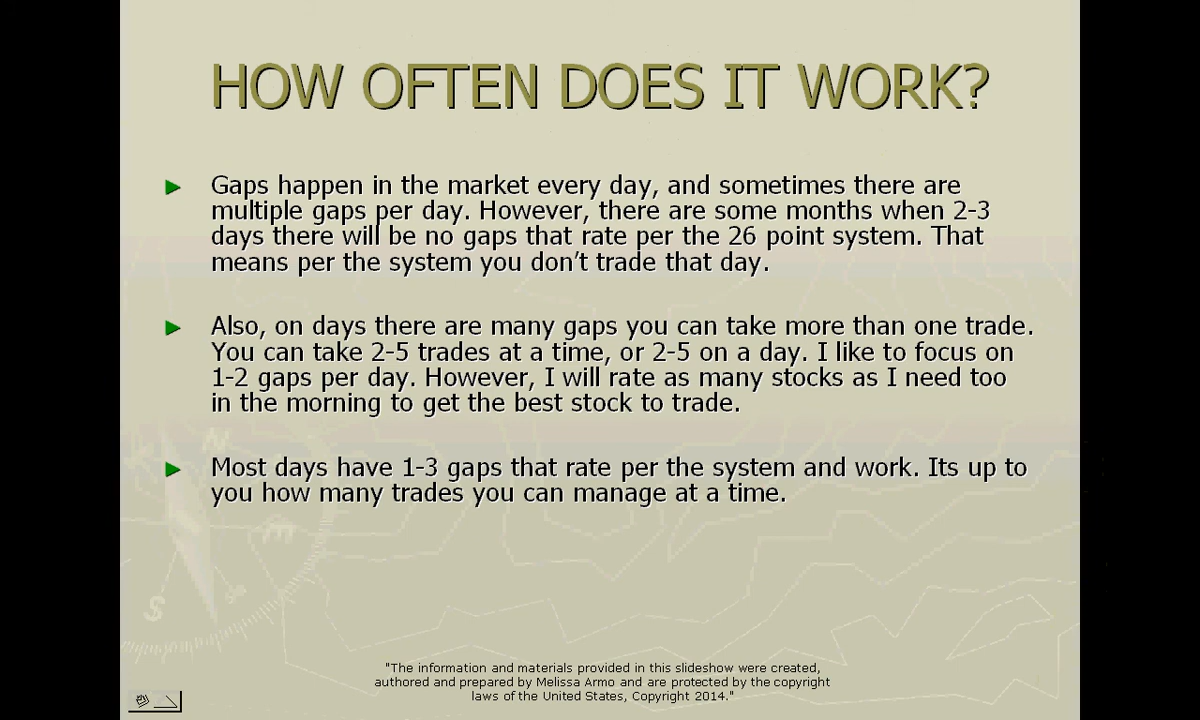 HOW OFTEN DOES IT WORK?
Gaps happen in the market every day, and sometimes there are
multiple gaps per day. However, there are some months when 2-3
days there will be no gaps that rate per the 26 point system. That
means per the system you don't trade that day.
Also, on days there are many gaps you can take more than one trade.
You can take 2-5 trades at a time, or 2-5 on a day. I like to focus on
1-2 gaps per day. However, I will rate as many stocks as I need too
in the morning to get the best stock to trade.
Most days have 1-3 gaps that rate per the system and work. Its up to
you how many trades you can manage at a time.
"The information and materials provided in this slideshow were created,
authored and prepared by Melissa Armo and are protected by the copyright
laws of the United States, Copyright 2014."